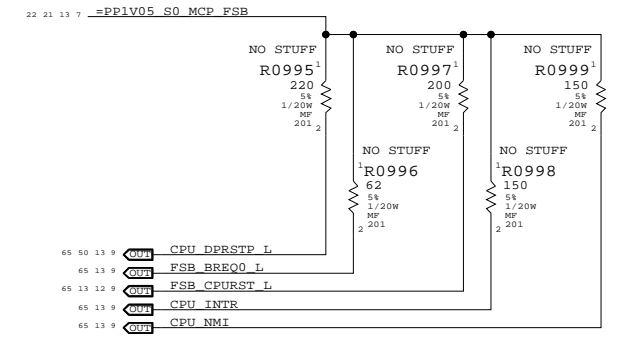 22 21 13 7 =PP1V05_S0_MCP_FSB
NO STUFF NO STUFF NO STUFF
R0995 1 R0997 1 R0999 1
220 200 150
5% 5% 5%
1/20W 1/20W 1/20W
MF MF MF
201 2 201 2 201 2
NO STUFF NO STUFF
1 R0996 1 R0998
62 150
5% 5%
1/20W 1/20W
MF MF
2 201 2 201
65 50 13 9 OUT CPU_DPRSTP_L
65 13 9 OUT FSB_BREQ0_L
65 13 12 9 OUT FSB_CPURST_L
65 13 9 OUT CPU_INTR
65 13 9 OUT CPU_NMI